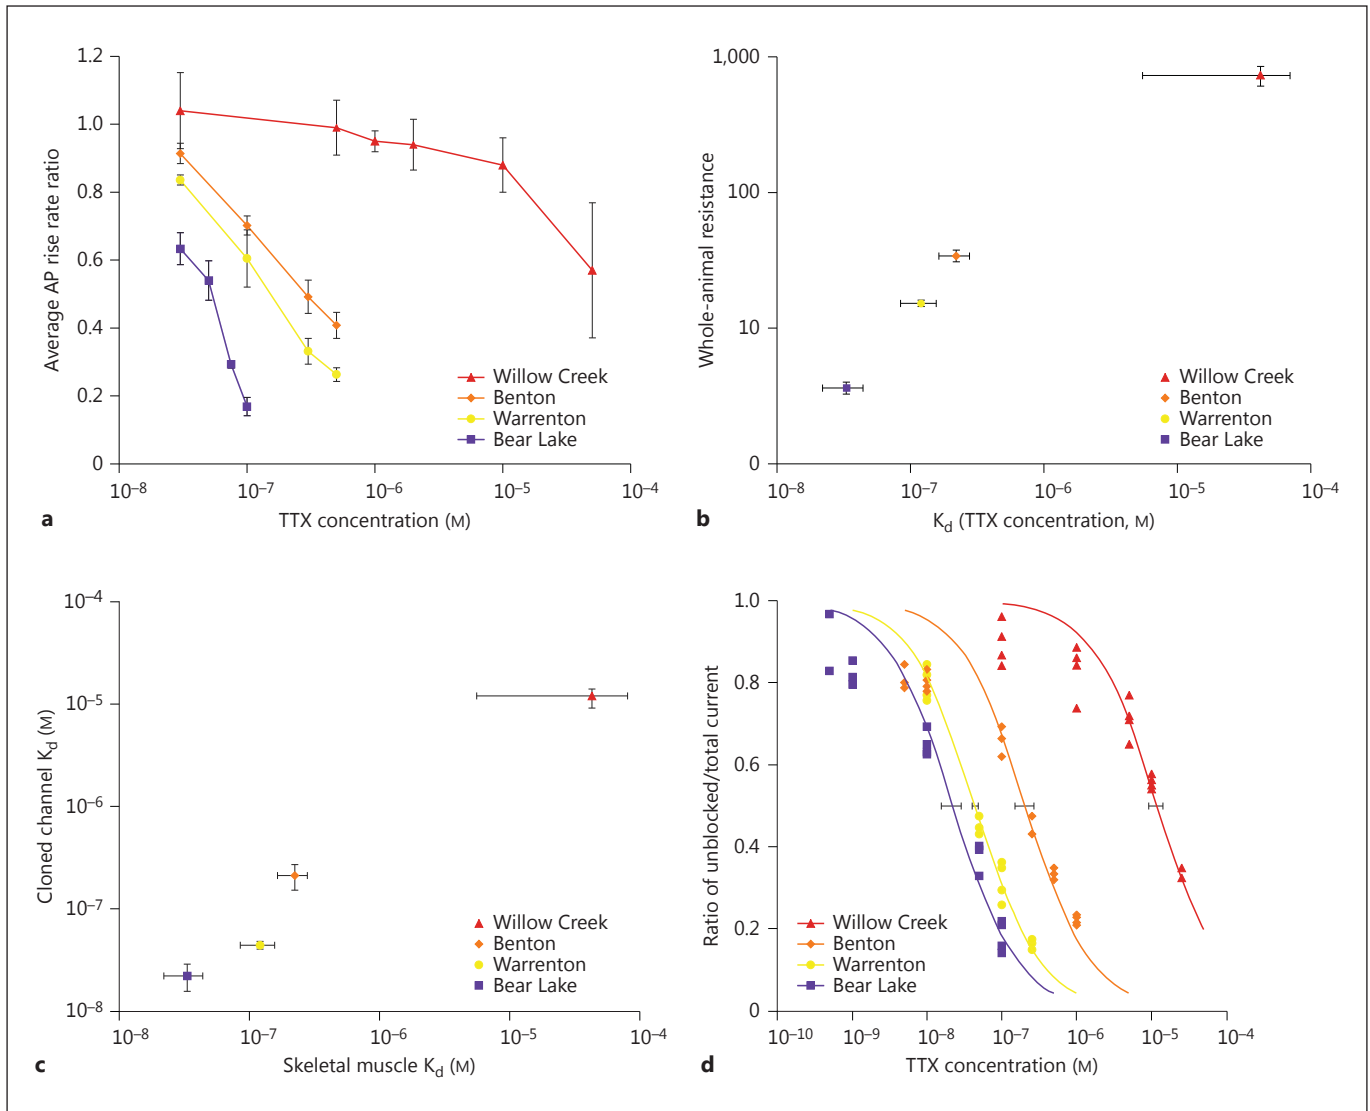 1.2
1.0
0.8
0.6
0.4
0.2
0
Average AP rise rate ratio
Willow Creek
Benton
Warrenton
Bear Lake
10–8
10–7
10–6
10–5
10–4
TTX concentration (M)
a
1,000
100
10
0
Whole-animal resistance
Willow Creek
Benton
Warrenton
Bear Lake
10–8
10–7
10–6
10–5
10–4
Kd (TTX concentration, M)
b
10–4
10–5
10–6
10–7
10–8
Cloned channel Kd (M)
Willow Creek
Benton
Warrenton
Bear Lake
10–8
10–7
10–6
10–5
10–4
Skeletal muscle Kd (M)
c
1.0
0.8
0.6
0.4
0.2
0
Ratio of unblocked/total current
Willow Creek
Benton
Warrenton
Bear Lake
10–10
10–9
10–8
10–7
10–6
10–5
10–4
TTX concentration (M)
d